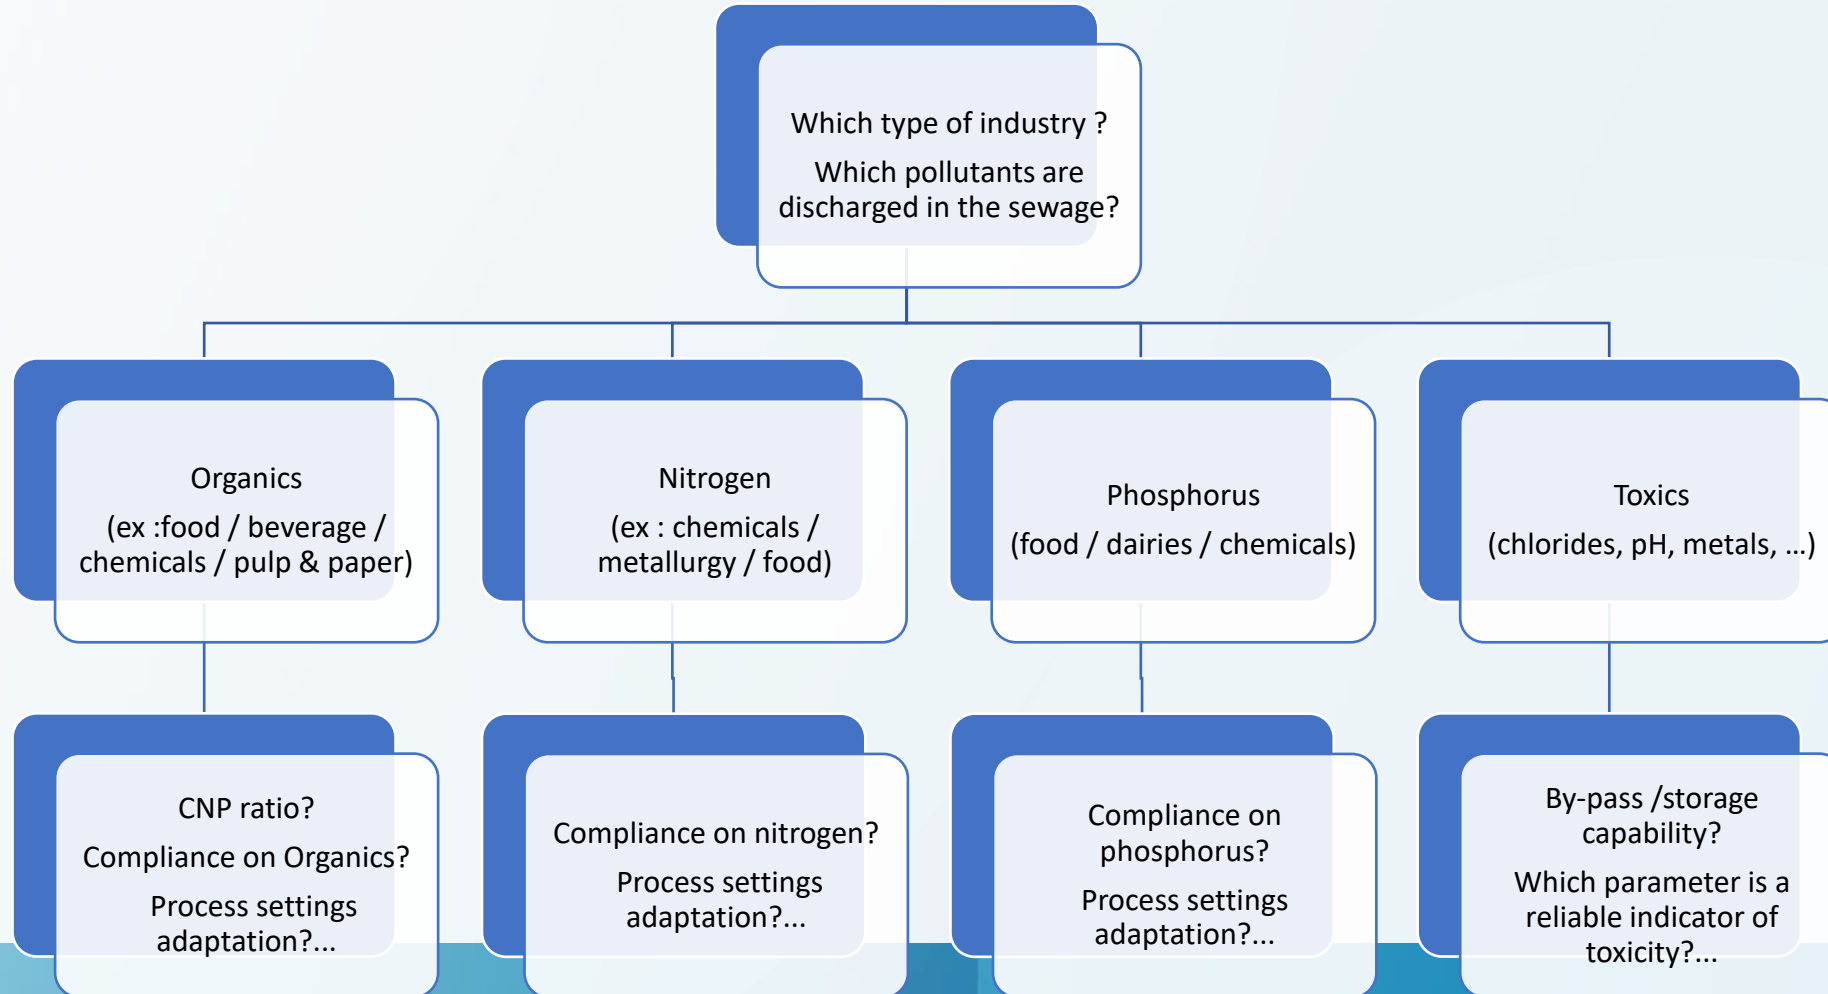 Which type of industry ?
Which pollutants are
discharged in the sewage?
Organics
(ex :food / beverage /
chemicals / pulp & paper)
Nitrogen
(ex : chemicals /
metallurgy / food)
Phosphorus
(food / dairies / chemicals)
Toxics
(chlorides, pH, metals, ...)
CNP ratio?
Compliance on Organics?
Process settings
adaptation?...
Compliance on nitrogen?
Process settings
adaptation?...
Compliance on
phosphorus?
Process settings
adaptation?...
By-pass /storage
capability?
Which parameter is a
reliable indicator of
toxicity?...